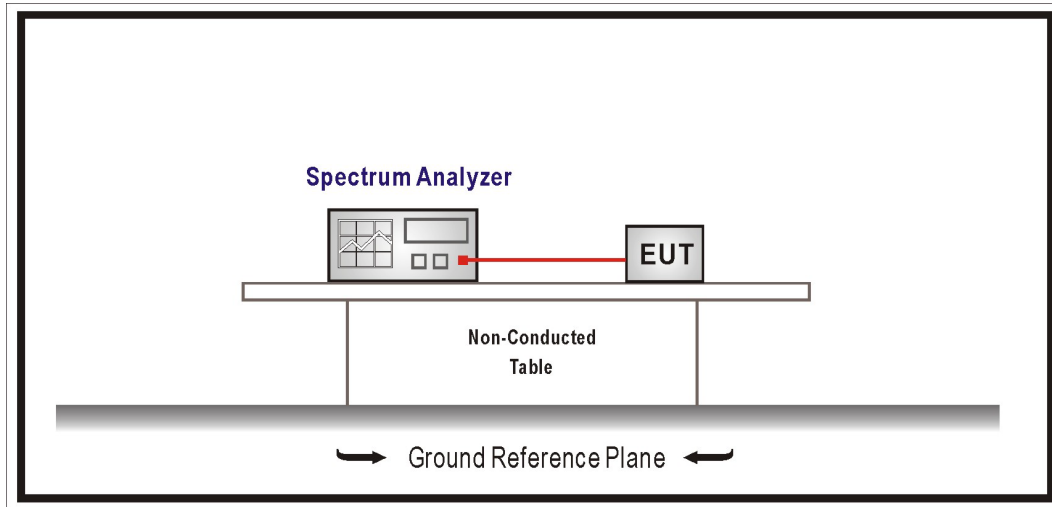 Spectrum Analyzer
EUT
Non-Conducted
Table
Ground Reference Plane